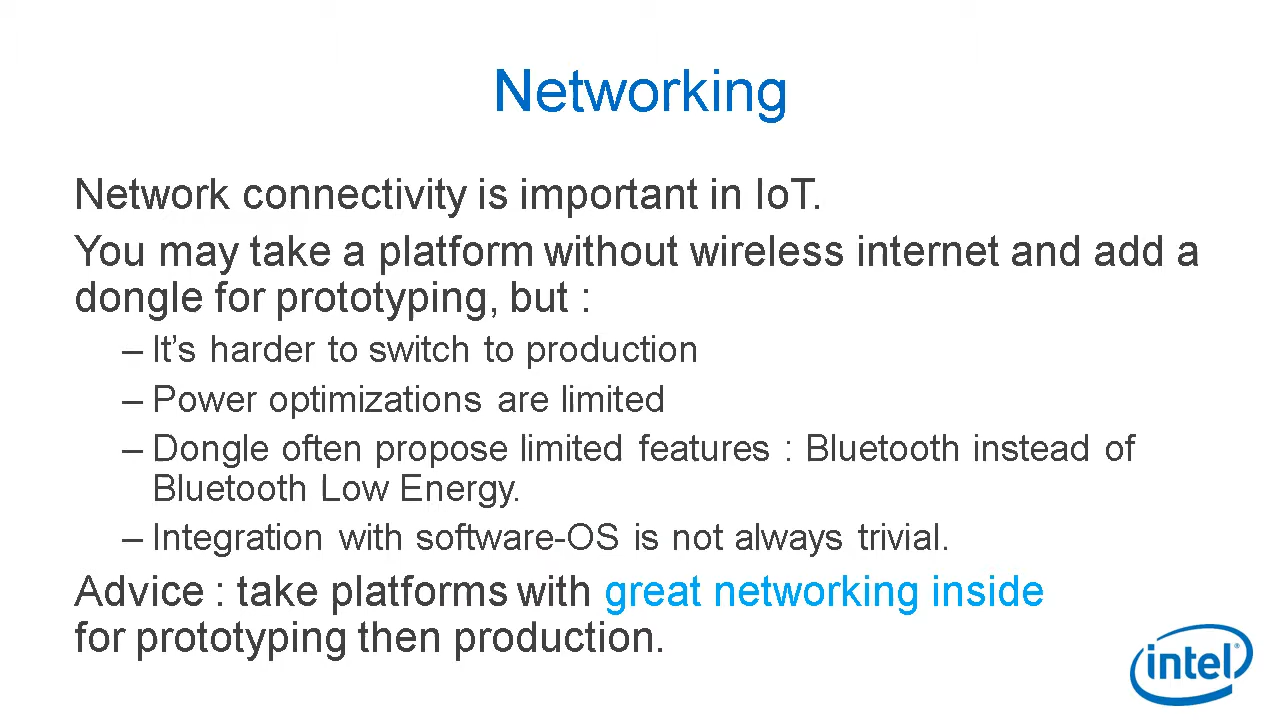 Networking
Network connectivity is important in IoT.
You may take a platform without wireless internet and add a
dongle for prototyping, but :
– It’s harder to switch to production
– Power optimizations are limited
– Dongle often propose limited features : Bluetooth instead of
Bluetooth Low Energy.
– Integration with software-OS is not always trivial.
Advice : take platforms with great networking inside
for prototyping then production.
intel®